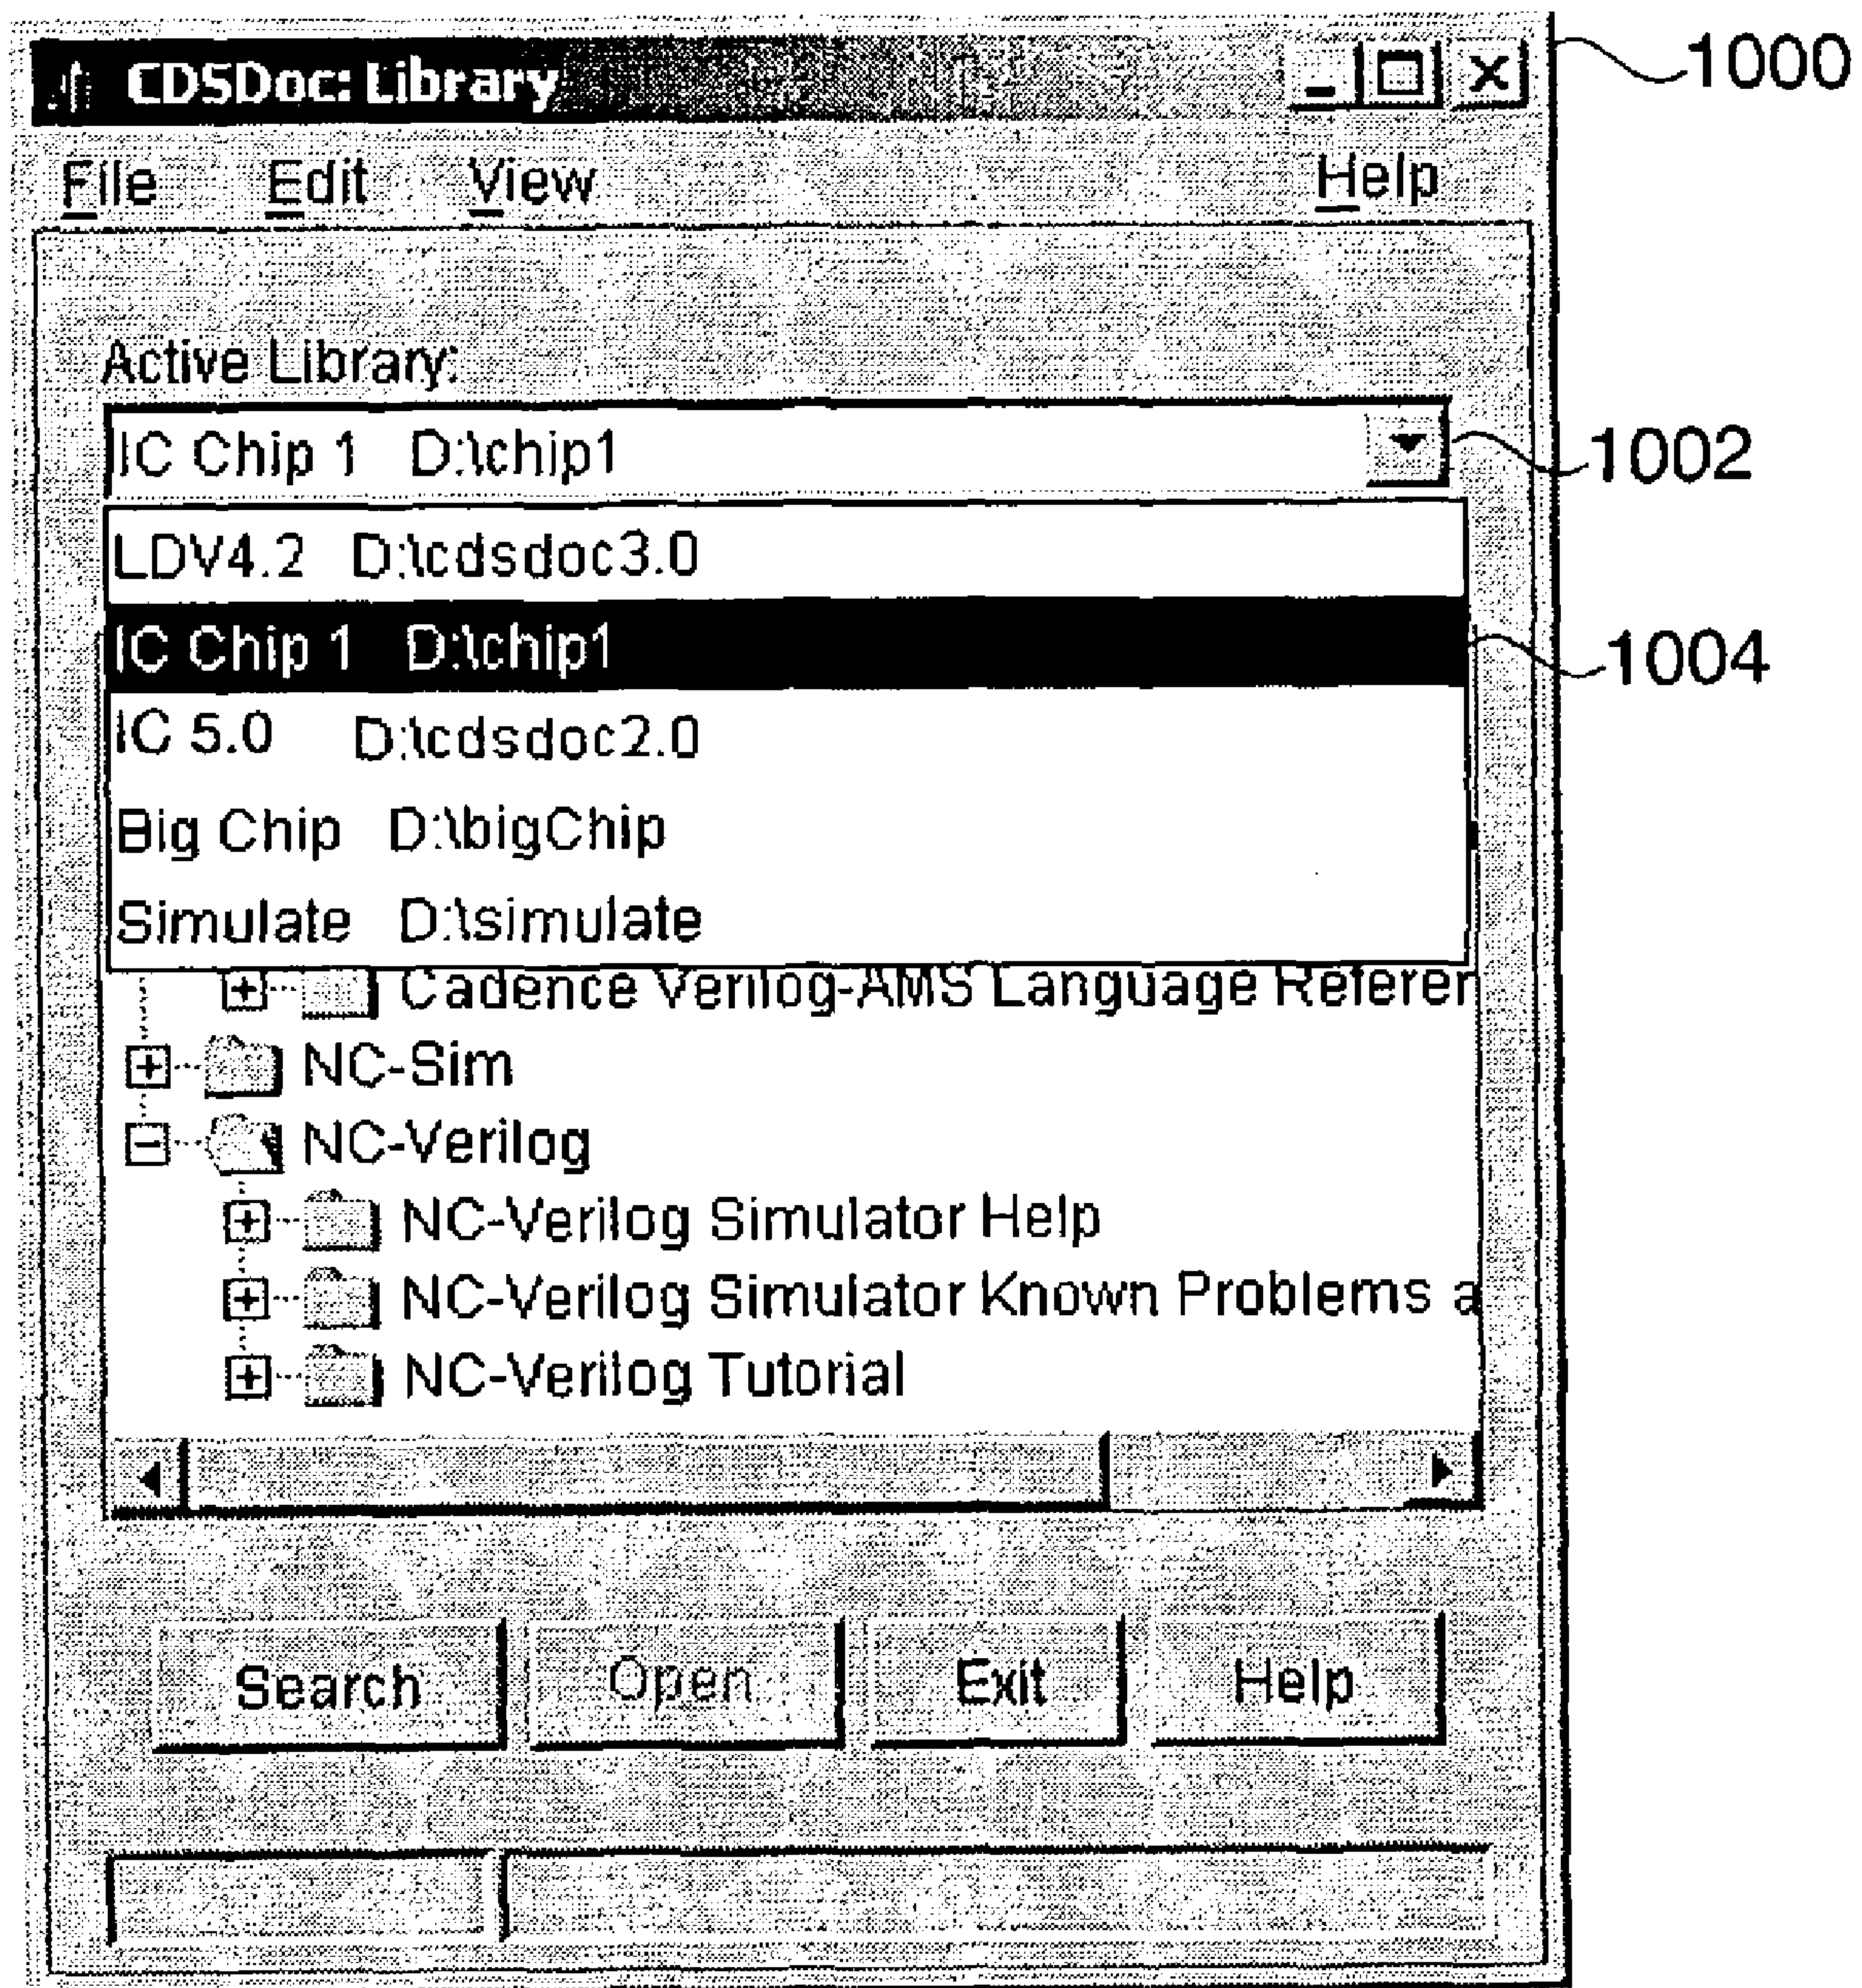 CDSDoc: Library
1000
File Edit View Help
Active Library:
IC Chip 1 D:\chip1
1002
LDV4.2 D:\cdsdoc3.0
IC Chip 1 D:\chip1
1004
IC 5.0 D:\cdsdoc2.0
Big Chip D:\bigChip
Simulate D:\simulate
Cadence Verilog-AMS Language Referen
NC-Sim
NC-Verilog
NC-Verilog Simulator Help
NC-Verilog Simulator Known Problems a
NC-Verilog Tutorial
Search Open Exit Help